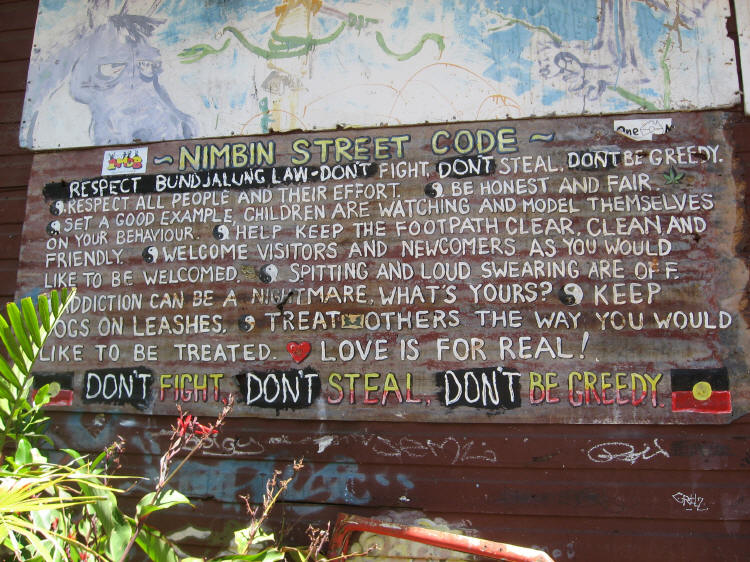 ~ NIMBIN STREET CODE ~
RESPECT BUNDJALUNG LAW - DON'T FIGHT, DON'T STEAL, DON'T BE GREEDY.
RESPECT ALL PEOPLE AND THEIR EFFORT. BE HONEST AND FAIR.
SET A GOOD EXAMPLE, CHILDREN ARE WATCHING AND MODEL THEMSELVES
ON YOUR BEHAVIOUR. HELP KEEP THE FOOTPATH CLEAR, CLEAN AND
FRIENDLY. WELCOME VISITORS AND NEWCOMERS AS YOU WOULD
LIKE TO BE WELCOMED. SPITTING AND LOUD SWEARING ARE OFF.
ADDICTION CAN BE A NIGHTMARE, WHAT'S YOURS? KEEP
DOGS ON LEASHES. TREAT OTHERS THE WAY YOU WOULD
LIKE TO BE TREATED. LOVE IS FOR REAL!
DON'T FIGHT, DON'T STEAL, DON'T BE GREEDY.